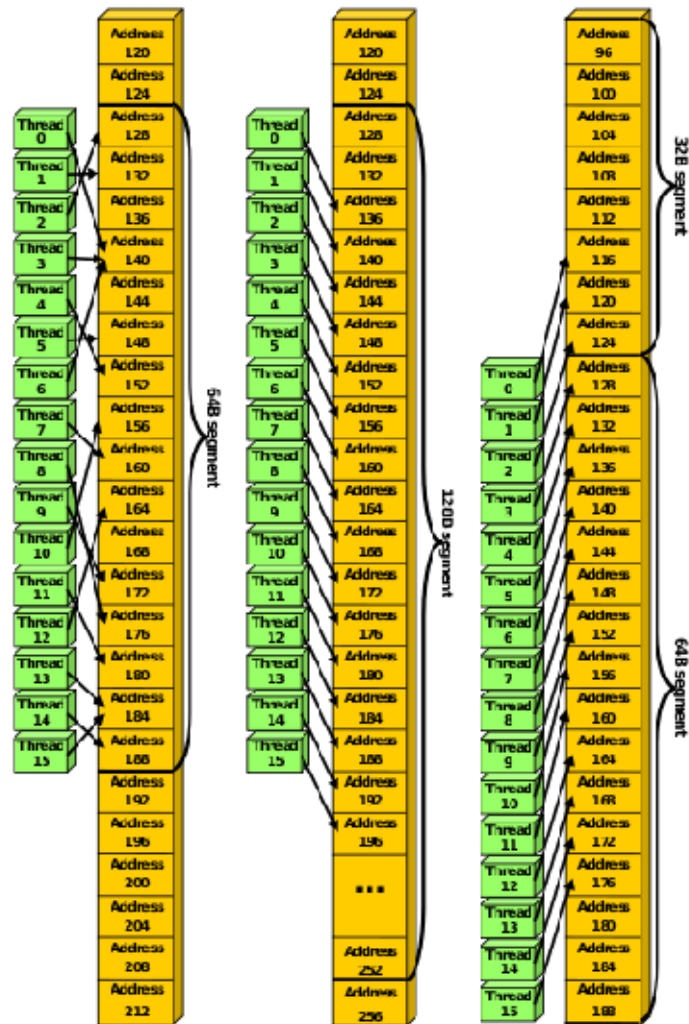 Thread
0
Thread
1
Thread
2
Thread
3
Thread
4
Thread
5
Thread
6
Thread
7
Thread
8
Thread
9
Thread
10
Thread
11
Thread
12
Thread
13
Thread
14
Thread
15
Address
120
Address
124
Address
128
Address
132
Address
136
Address
140
Address
144
Address
148
Address
152
Address
156
Address
160
Address
164
Address
168
Address
172
Address
176
Address
180
Address
184
Address
188
Address
192
Address
196
Address
200
Address
204
Address
208
Address
212
64B segment
Thread
0
Thread
1
Thread
2
Thread
3
Thread
4
Thread
5
Thread
6
Thread
7
Thread
8
Thread
9
Thread
10
Thread
11
Thread
12
Thread
13
Thread
14
Thread
15
Address
120
Address
124
Address
128
Address
132
Address
136
Address
140
Address
144
Address
148
Address
152
Address
156
Address
160
Address
164
Address
168
Address
172
Address
176
Address
180
Address
184
Address
188
Address
192
Address
196
...
Address
252
Address
256
128B segment
Thread
0
Thread
1
Thread
2
Thread
3
Thread
4
Thread
5
Thread
6
Thread
7
Thread
8
Thread
9
Thread
10
Thread
11
Thread
12
Thread
13
Thread
14
Thread
15
Address
96
Address
100
Address
104
Address
108
Address
112
Address
116
Address
120
Address
124
Address
128
Address
132
Address
136
Address
140
Address
144
Address
148
Address
152
Address
156
Address
160
Address
164
Address
168
Address
172
Address
176
Address
180
Address
184
Address
188
32B segment
64B segment